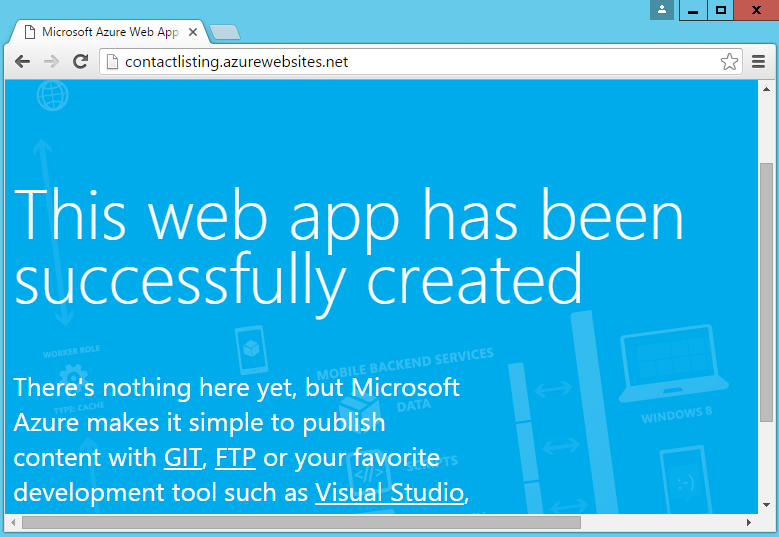 Microsoft Azure Web App
contactlisting.azurewebsites.net
This web app has been
successfully created
WORKER ROLE
TYPE: CACHE
MOBILE BACKEND SERVICES
DATA
SCRIPTS
WINDOWS 8
:-)
There's nothing here yet, but Microsoft
Azure makes it simple to publish
content with GIT, FTP or your favorite
development tool such as Visual Studio,